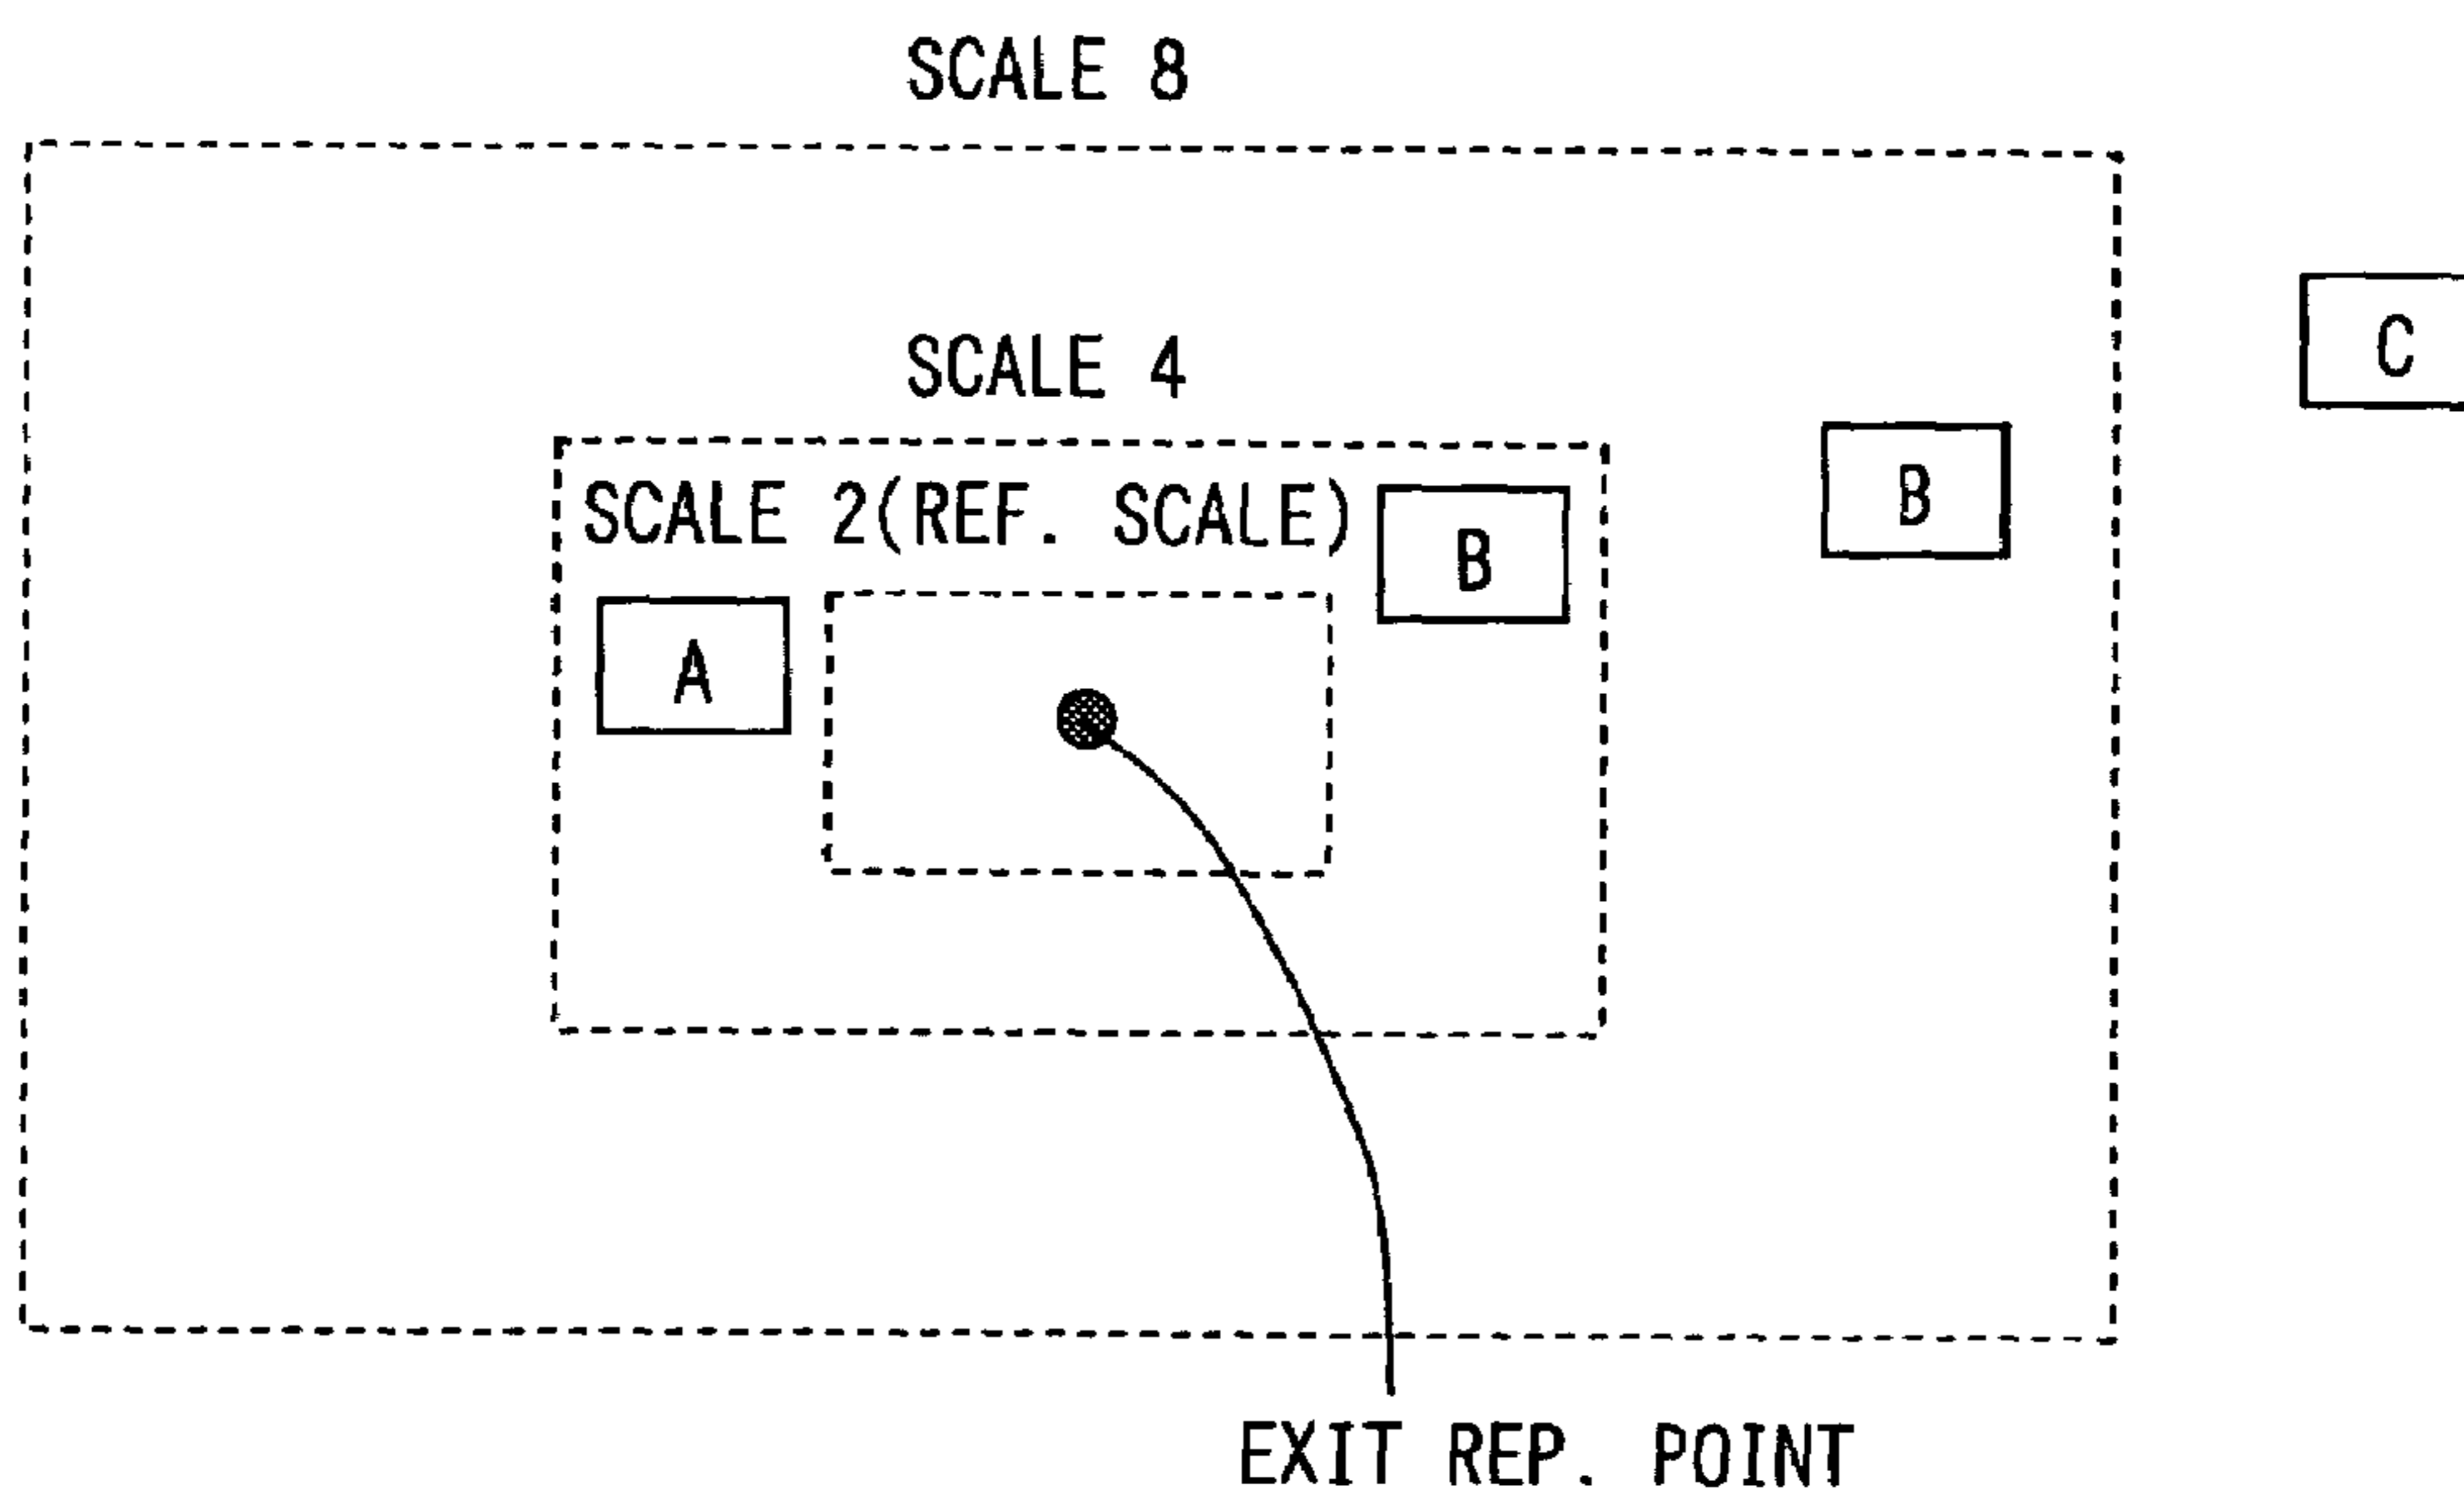 SCALE 8
C
SCALE 4
B
SCALE 2(REF. SCALE)
B
A
EXIT REP. POINT